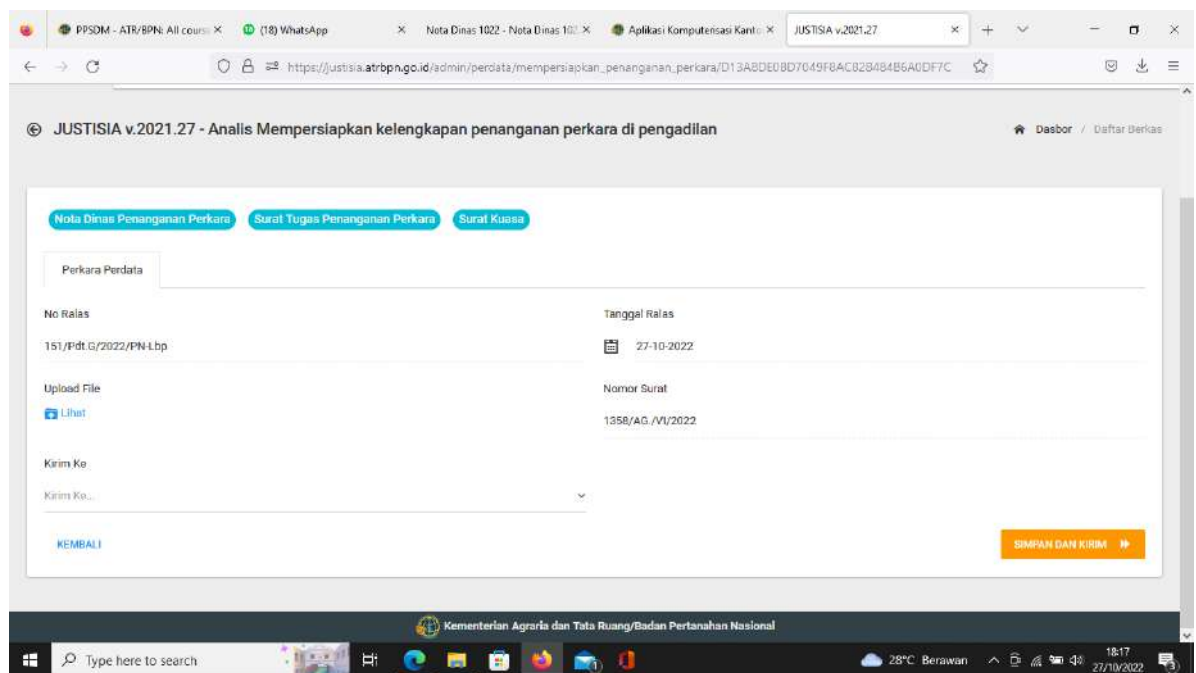 PPSDM - ATR/BPN: All cours
(18) WhatsApp
Nota Dinas 1022 - Nota Dinas 102
Aplikasi Komputerisasi Kanto
JUSTISIA v.2021.27
https://justisia.atrbpn.go.id/admin/perdata/mempersiapkan_penanganan_perkara/
JUSTISIA v.2021.27 - Analis Mempersiapkan kelengkapan penanganan perkara di pengadilan
Dasbor / Daftar Berkas
Nota Dinas Penanganan Perkara
Surat Tugas Penanganan Perkara
Surat Kuasa
Perkara Perdata
No Ralas
Tanggal Ralas
151/Pdt.G/2022/PN-Lbp
27-10-2022
Upload File
Nomor Surat
Lihat
1358/AG./VI/2022
Kirim Ke
Kirim Ke...
KEMBALI
SIMPAN DAN KIRIM
Kementerian Agraria dan Tata Ruang/Badan Pertanahan Nasional
Type here to search
28°C Berawan
18:17
27/10/2022